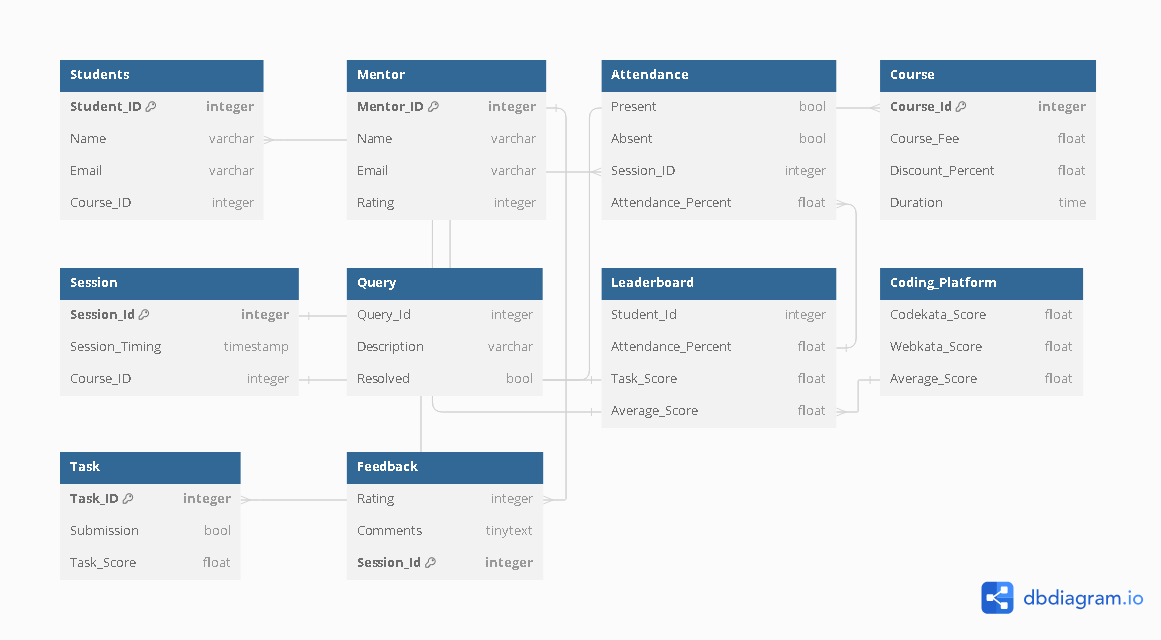 Students
Student_ID integer
Name varchar
Email varchar
Course_ID integer
Mentor
Mentor_ID integer
Name varchar
Email varchar
Rating integer
Attendance
Present bool
Absent bool
Session_ID integer
Attendance_Percent float
Course
Course_Id integer
Course_Fee float
Discount_Percent float
Duration time
Session
Session_Id integer
Session_Timing timestamp
Course_ID integer
Query
Query_Id integer
Description varchar
Resolved bool
Leaderboard
Student_Id integer
Attendance_Percent float
Task_Score float
Average_Score float
Coding_Platform
Codekata_Score float
Webkata_Score float
Average_Score float
Task
Task_ID integer
Submission bool
Task_Score float
Feedback
Rating integer
Comments tinytext
Session_Id integer
dbdiagram.io